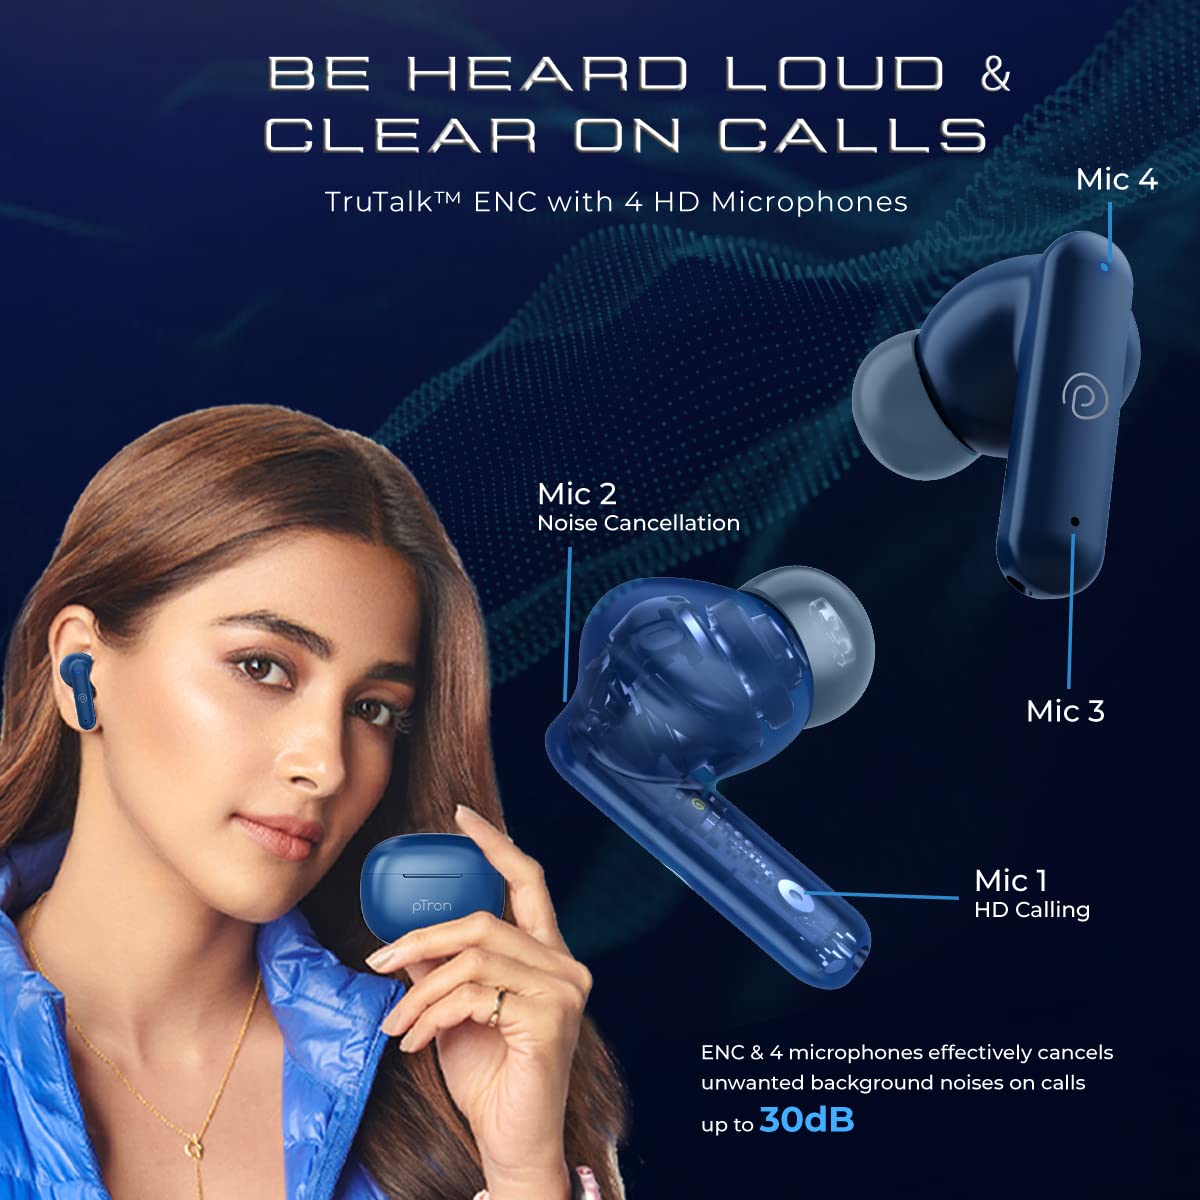 BE HEARD LOUD &
CLEAR ON CALLS
TruTalk™ ENC with 4 HD Microphones
Mic 4
Mic 2
Noise Cancellation
Mic 3
pTron
Mic 1
HD Calling
ENC & 4 microphones effectively cancels
unwanted background noises on calls
up to 30dB